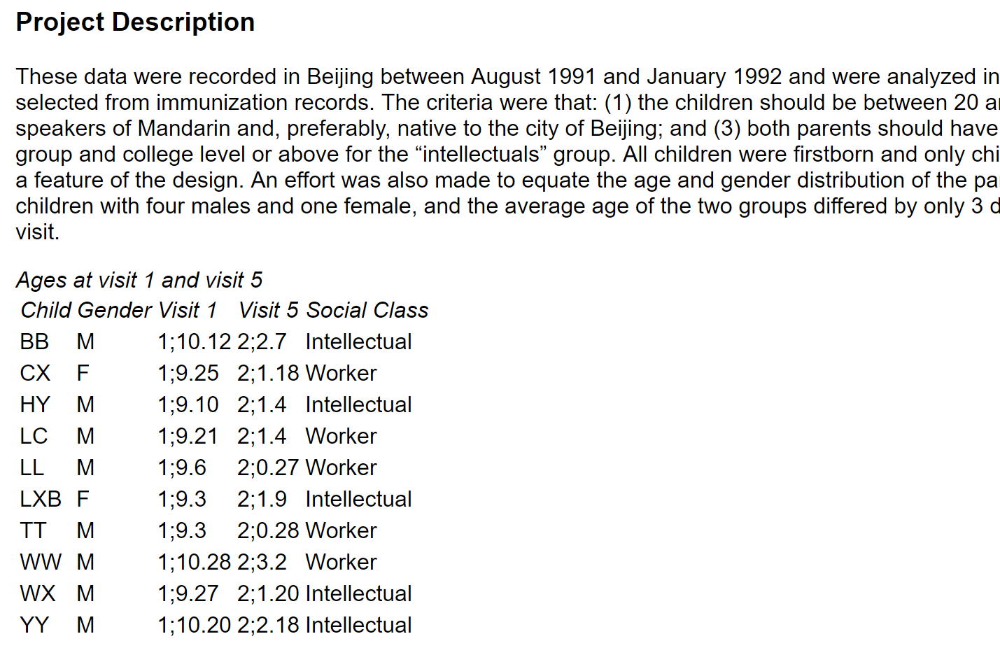 Project Description
These data were recorded in Beijing between August 1991 and January 1992 and were analyzed in
selected from immunization records. The criteria were that: (1) the children should be between 20
speakers of Mandarin and, preferably, native to the city of Beijing; and (3) both parents should have
group and college level or above for the “intellectuals” group. All children were firstborn and only
a feature of the design. An effort was also made to equate the age and gender distribution of the
children with four males and one female, and the average age of the two groups differed by only 3
visit.
Ages at visit 1 and visit 5
Child Gender Visit 1 Visit 5 Social Class
BB M 1;10.12 2;2.7 Intellectual
CX F 1;9.25 2;1.18 Worker
HY M 1;9.10 2;1.4 Intellectual
LC M 1;9.21 2;1.4 Worker
LL M 1;9.6 2;0.27 Worker
LXB F 1;9.3 2;1.9 Intellectual
TT M 1;9.3 2;0.28 Worker
WW M 1;10.28 2;3.2 Worker
WX M 1;9.27 2;1.20 Intellectual
YY M 1;10.20 2;2.18 Intellectual